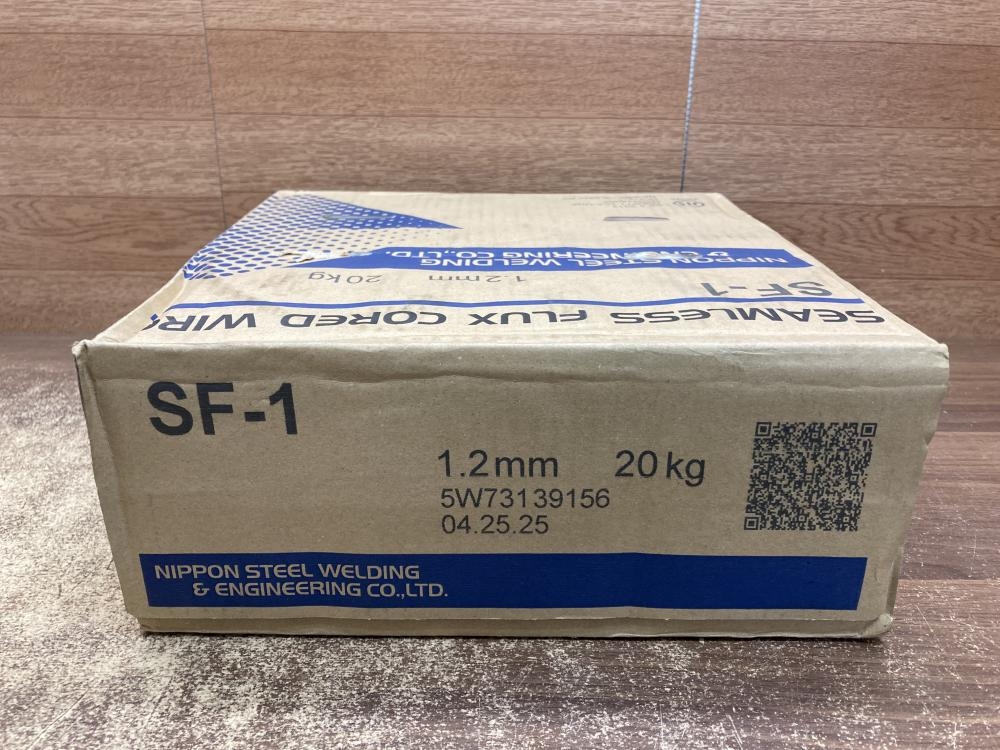 NIPPON STEEL WELDING
& ENGINEERING CO.,LTD.
1.2mm 20kg
SF-1
SEAMLESS FLUX CORED WIR
SF-1
1.2mm 20kg
5W73139156
04.25.25
NIPPON STEEL WELDING
& ENGINEERING CO.,LTD.